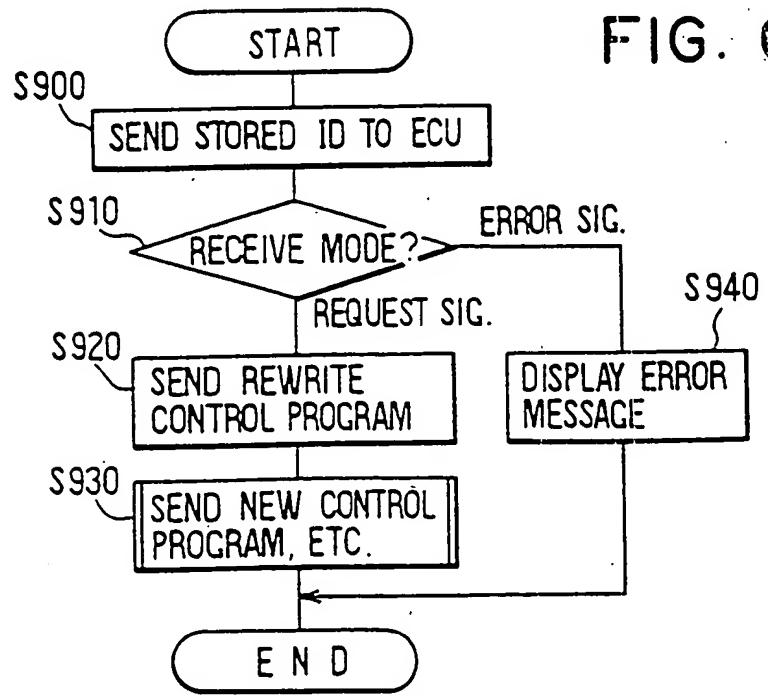 START
FIG.
S900
SEND STORED ID TO ECU
S910
RECEIVE MODE?
ERROR SIG.
REQUEST SIG.
S940
S920
SEND REWRITE
CONTROL PROGRAM
DISPLAY ERROR
MESSAGE
S930
SEND NEW CONTROL
PROGRAM, ETC.
END